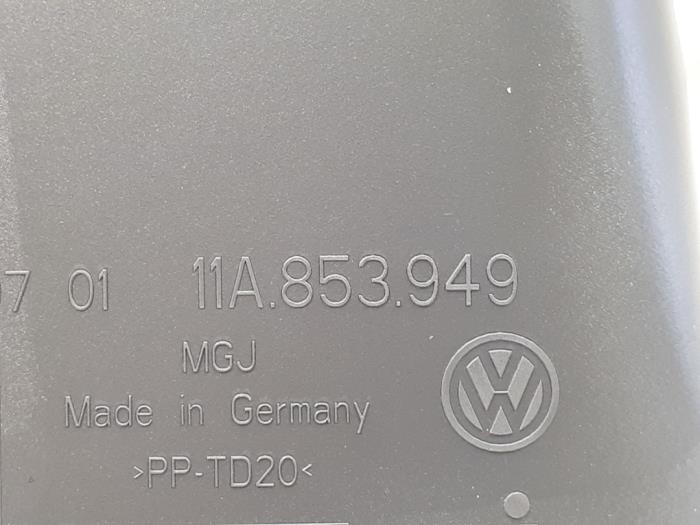 7 01 11A.853.949
MGJ
Made in Germany
>PP-TD20<